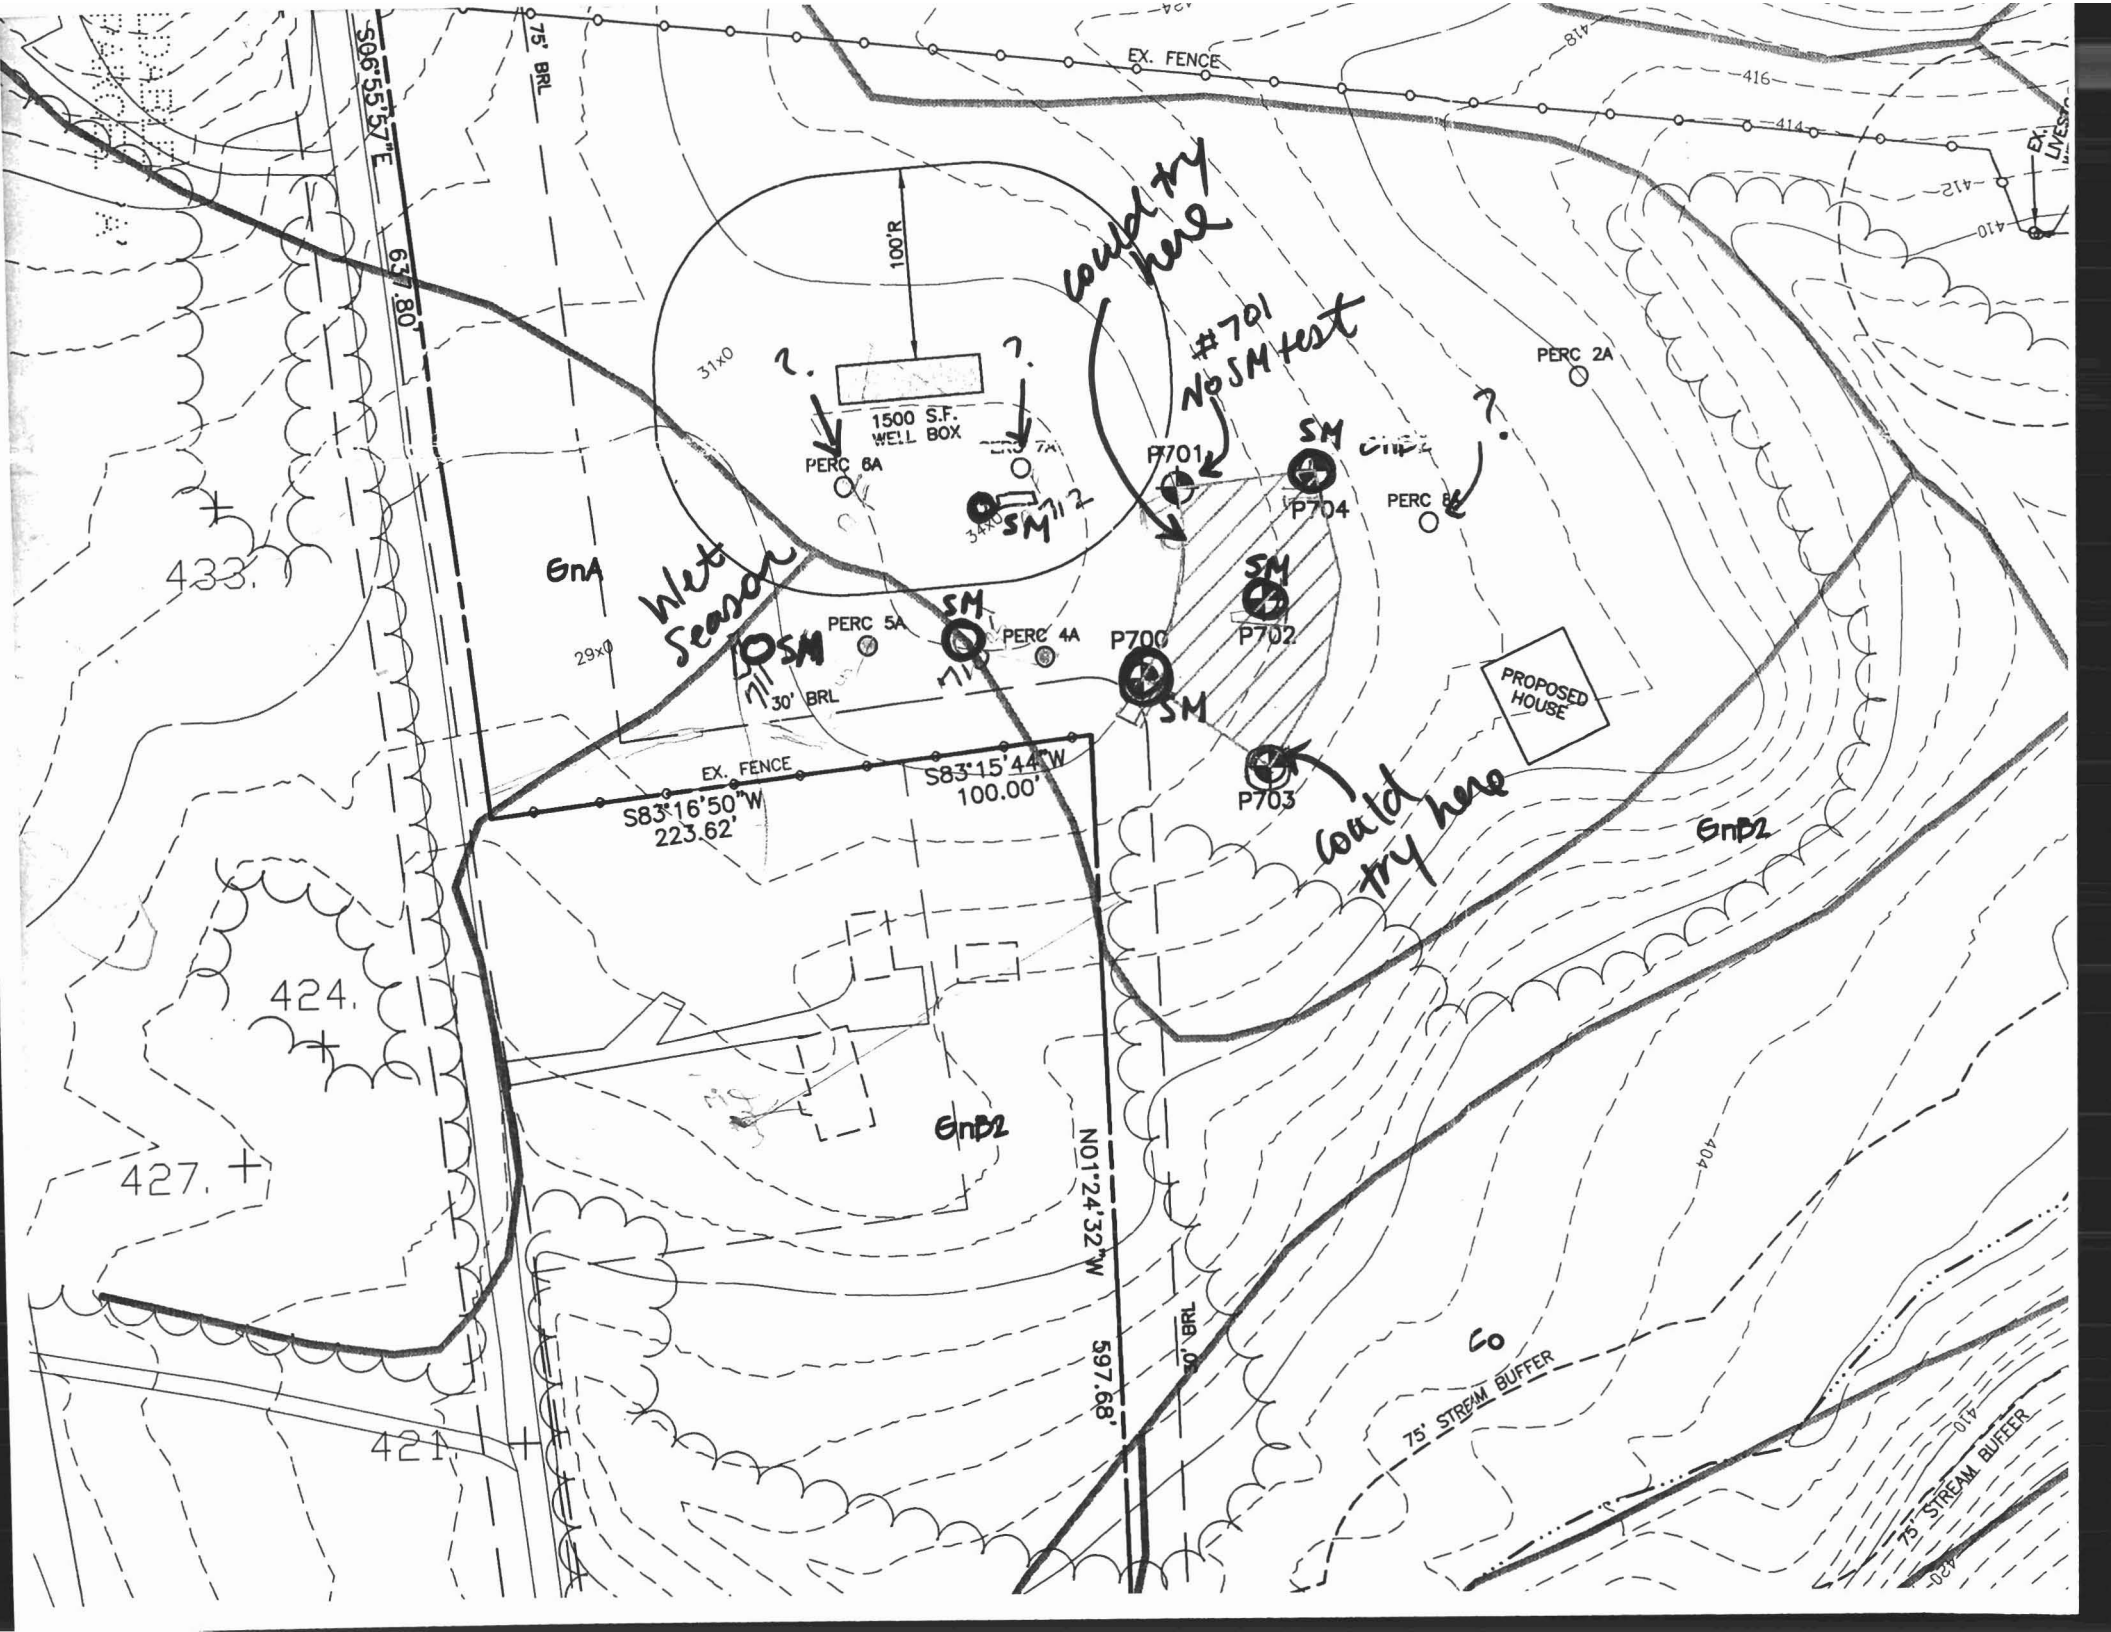 S06°55'57"E
637.80'
75' BRL
EX. FENCE
424
418
416
414
412
410
EX.
100'R
31x0
1500 S.F.
WELL BOX
?
?
?
could try
here
#701
No SM test
PERC 2A
PERC 6A
7A
P701
SM
P704
PERC 8
SM 712
34x0
433.
GnA
Wet
Season
SM
711
29x0
PERC 5A
SM
71
PERC 4A
P700
SM
SM
P702
30' BRL
PROPOSED
HOUSE
EX. FENCE
S83°16'50"W
223.62'
S83°15'44"W
100.00'
P703
could
try here
GnB2
424.
427.
421
GnB2
N01°24'32"W
597.68'
30' BRL
404
Co
75' STREAM BUFFER
410
75' STREAM BUFFER
420